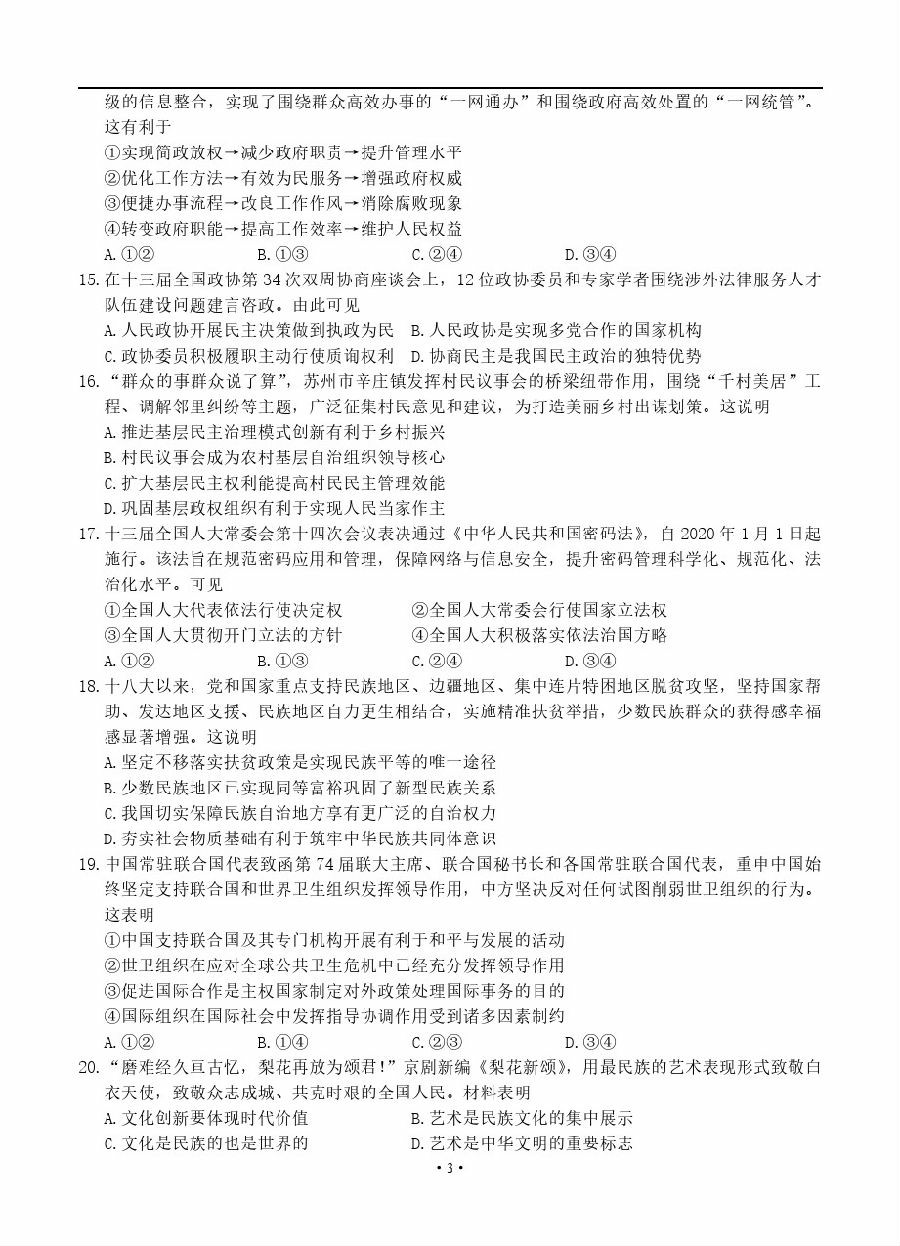 级的信息整合，实现了围绕群众高效办事的“一网通办”和围绕政府高效处置的“一网统管”。
这有利于
①实现简政放权→减少政府职责→提升管理水平
②优化工作方法→有效为民服务→增强政府权威
③便捷办事流程→改良工作作风→消除腐败现象
④转变政府职能→提高工作效率→维护人民权益
A.①② B.①③ C.②④ D.③④
15.在十三届全国政协第34次双周协商座谈会上，12位政协委员和专家学者围绕涉外法律服务人才
队伍建设问题建言咨政。由此可见
A.人民政协开展民主决策做到执政为民 B.人民政协是实现多党合作的国家机构
C.政协委员积极履职主动行使质询权利 D.协商民主是我国民主政治的独特优势
16.“群众的事群众说了算”，苏州市辛庄镇发挥村民议事会的桥梁纽带作用，围绕“千村美居”工
程、调解邻里纠纷等主题，广泛征集村民意见和建议，为打造美丽乡村出谋划策。这说明
A.推进基层民主治理模式创新有利于乡村振兴
B.村民议事会成为农村基层自治组织领导核心
C.扩大基层民主权利能提高村民民主管理效能
D.巩固基层政权组织有利于实现人民当家作主
17.十三届全国人大常委会第十四次会议表决通过《中华人民共和国密码法》，自2020年1月1日起
施行。该法旨在规范密码应用和管理，保障网络与信息安全，提升密码管理科学化、规范化、法
治化水平。可见
①全国人大代表依法行使决定权 ②全国人大常委会行使国家立法权
③全国人大贯彻开门立法的方针 ④全国人大积极落实依法治国方略
A.①② B.①③ C.②④ D.③④
18.十八大以来，党和国家重点支持民族地区、边疆地区、集中连片特困地区脱贫攻坚，坚持国家帮
助、发达地区支援、民族地区自力更生相结合，实施精准扶贫举措，少数民族群众的获得感幸福
感显著增强。这说明
A.坚定不移落实扶贫政策是实现民族平等的唯一途径
B.少数民族地区已实现同等富裕巩固了新型民族关系
C.我国切实保障民族自治地方享有更广泛的自治权力
D.夯实社会物质基础有利于筑牢中华民族共同体意识
19.中国常驻联合国代表致函第74届联大主席、联合国秘书长和各国常驻联合国代表，重申中国始
终坚定支持联合国和世界卫生组织发挥领导作用，中方坚决反对任何试图削弱世卫组织的行为。
这表明
①中国支持联合国及其专门机构开展有利于和平与发展的活动
②世卫组织在应对全球公共卫生危机中已经充分发挥领导作用
③促进国际合作是主权国家制定对外政策处理国际事务的目的
④国际组织在国际社会中发挥指导协调作用受到诸多因素制约
A.①② B.①④ C.②③ D.③④
20.“磨难经久亘古忆，梨花再放为颂君！”京剧新编《梨花新颂》，用最民族的艺术表现形式致敬白
衣天使，致敬众志成城、共克时艰的全国人民。材料表明
A.文化创新要体现时代价值 B.艺术是民族文化的集中展示
C.文化是民族的也是世界的 D.艺术是中华文明的重要标志
·3·